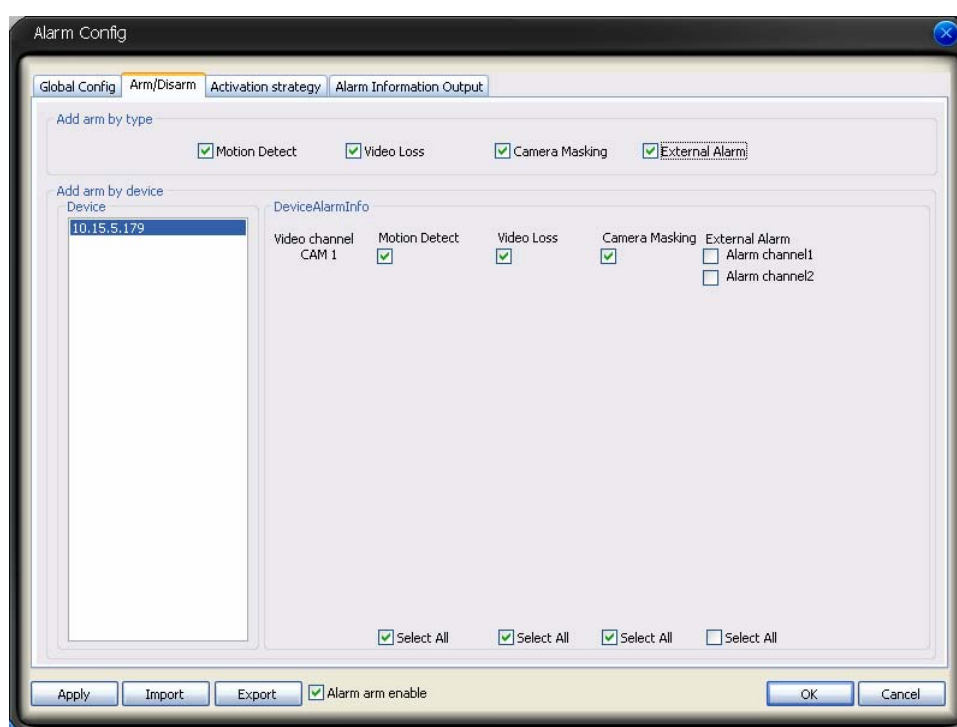 Alarm Config
Global Config Arm/Disarm Activation strategy Alarm Information Output
Add arm by type
Motion Detect Video Loss Camera Masking External Alarm
Add arm by device
Device DeviceAlarmInfo
10.15.5.179
Video channel Motion Detect Video Loss Camera Masking External Alarm
CAM 1 Alarm channel1
Alarm channel2
Select All Select All Select All Select All
Apply Import Export Alarm arm enable OK Cancel